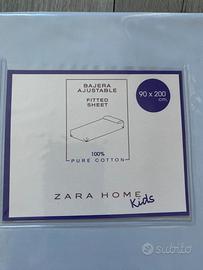 BAJERA
AJUSTABLE
FITTED
SHEET
90 x 200
cm.
100%
PURE COTTON
ZARA HOME
Kids
subito